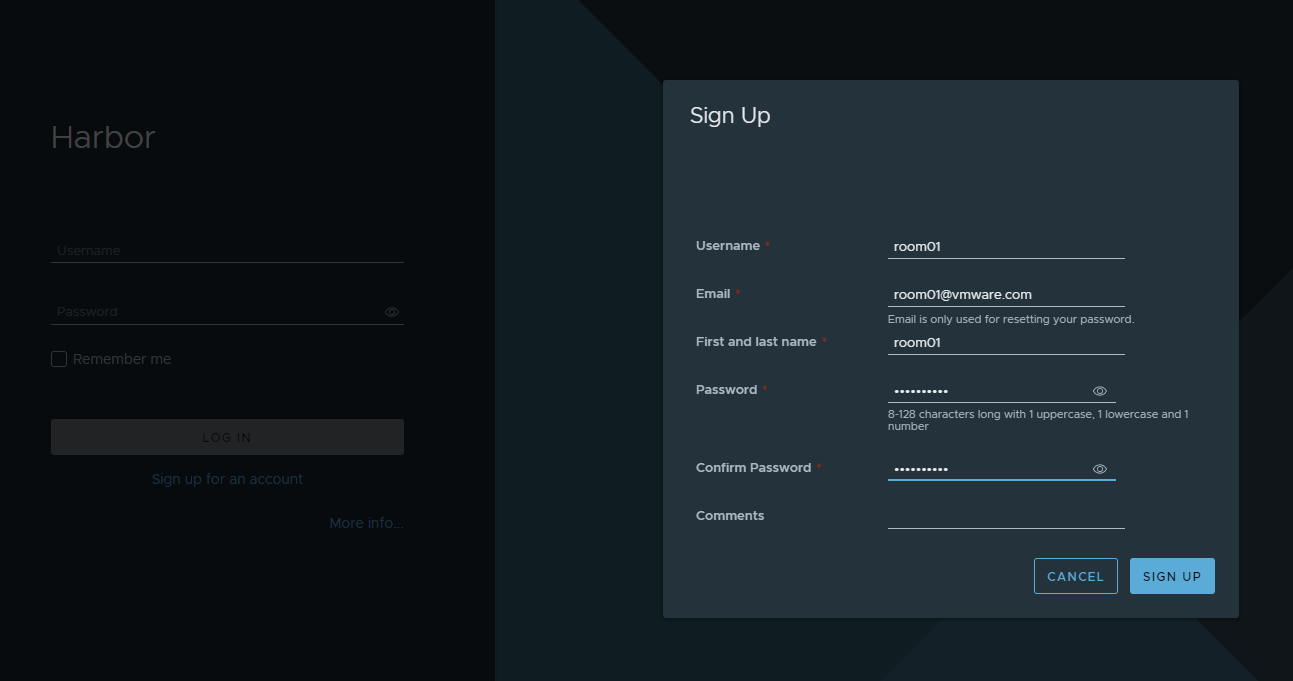 Harbor
Username
Password
Remember me
LOG IN
Sign up for an account
More info...
Sign Up
Username * room01
Email * room01@vmware.com
Email is only used for resetting your password.
First and last name * room01
Password * ••••••••••
8-128 characters long with 1 uppercase, 1 lowercase and 1
number
Confirm Password * ••••••••••
Comments
CANCEL SIGN UP